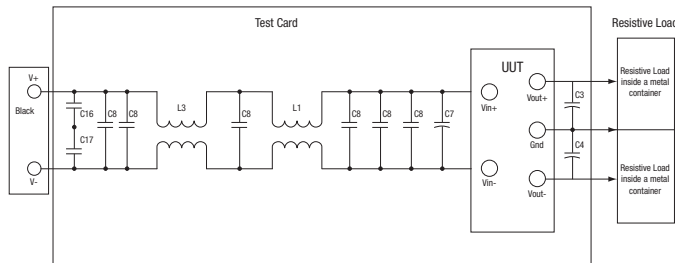 Test Card
Resistive Load
V+
Black
V-
C16
C17
C8
C8
L3
C8
L1
C8
C8
C8
C7
UUT
Vin+
Vin-
Vout+
Gnd
Vout-
C3
C4
Resistive Load
inside a metal
container
Resistive Load
inside a metal
container